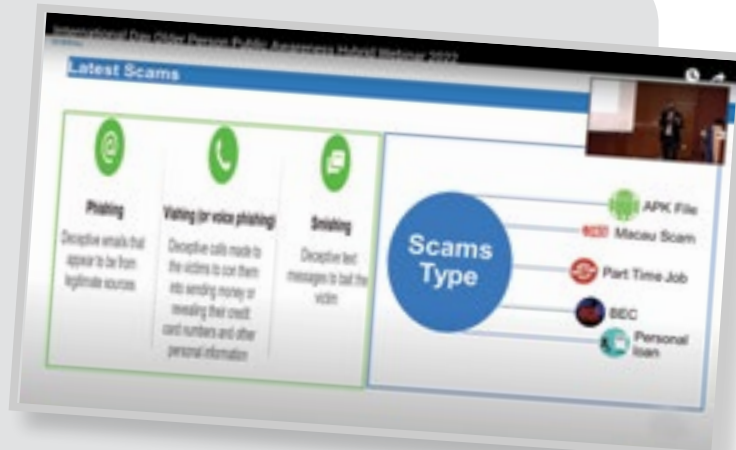 International Day Older Person Public Awareness Hybrid Webinar 2022
Latest Scams
Phishing
Deceptive emails that
appear to be from
legitimate sources
Vishing (or voice phishing)
Deceptive calls made to
the victims to con them
into sending money or
revealing their credit
card numbers and other
personal information
Smishing
Deceptive text
messages to bait the
victim
Scams
Type
APK File
Macau Scam
Part Time Job
BEC
Personal
loan